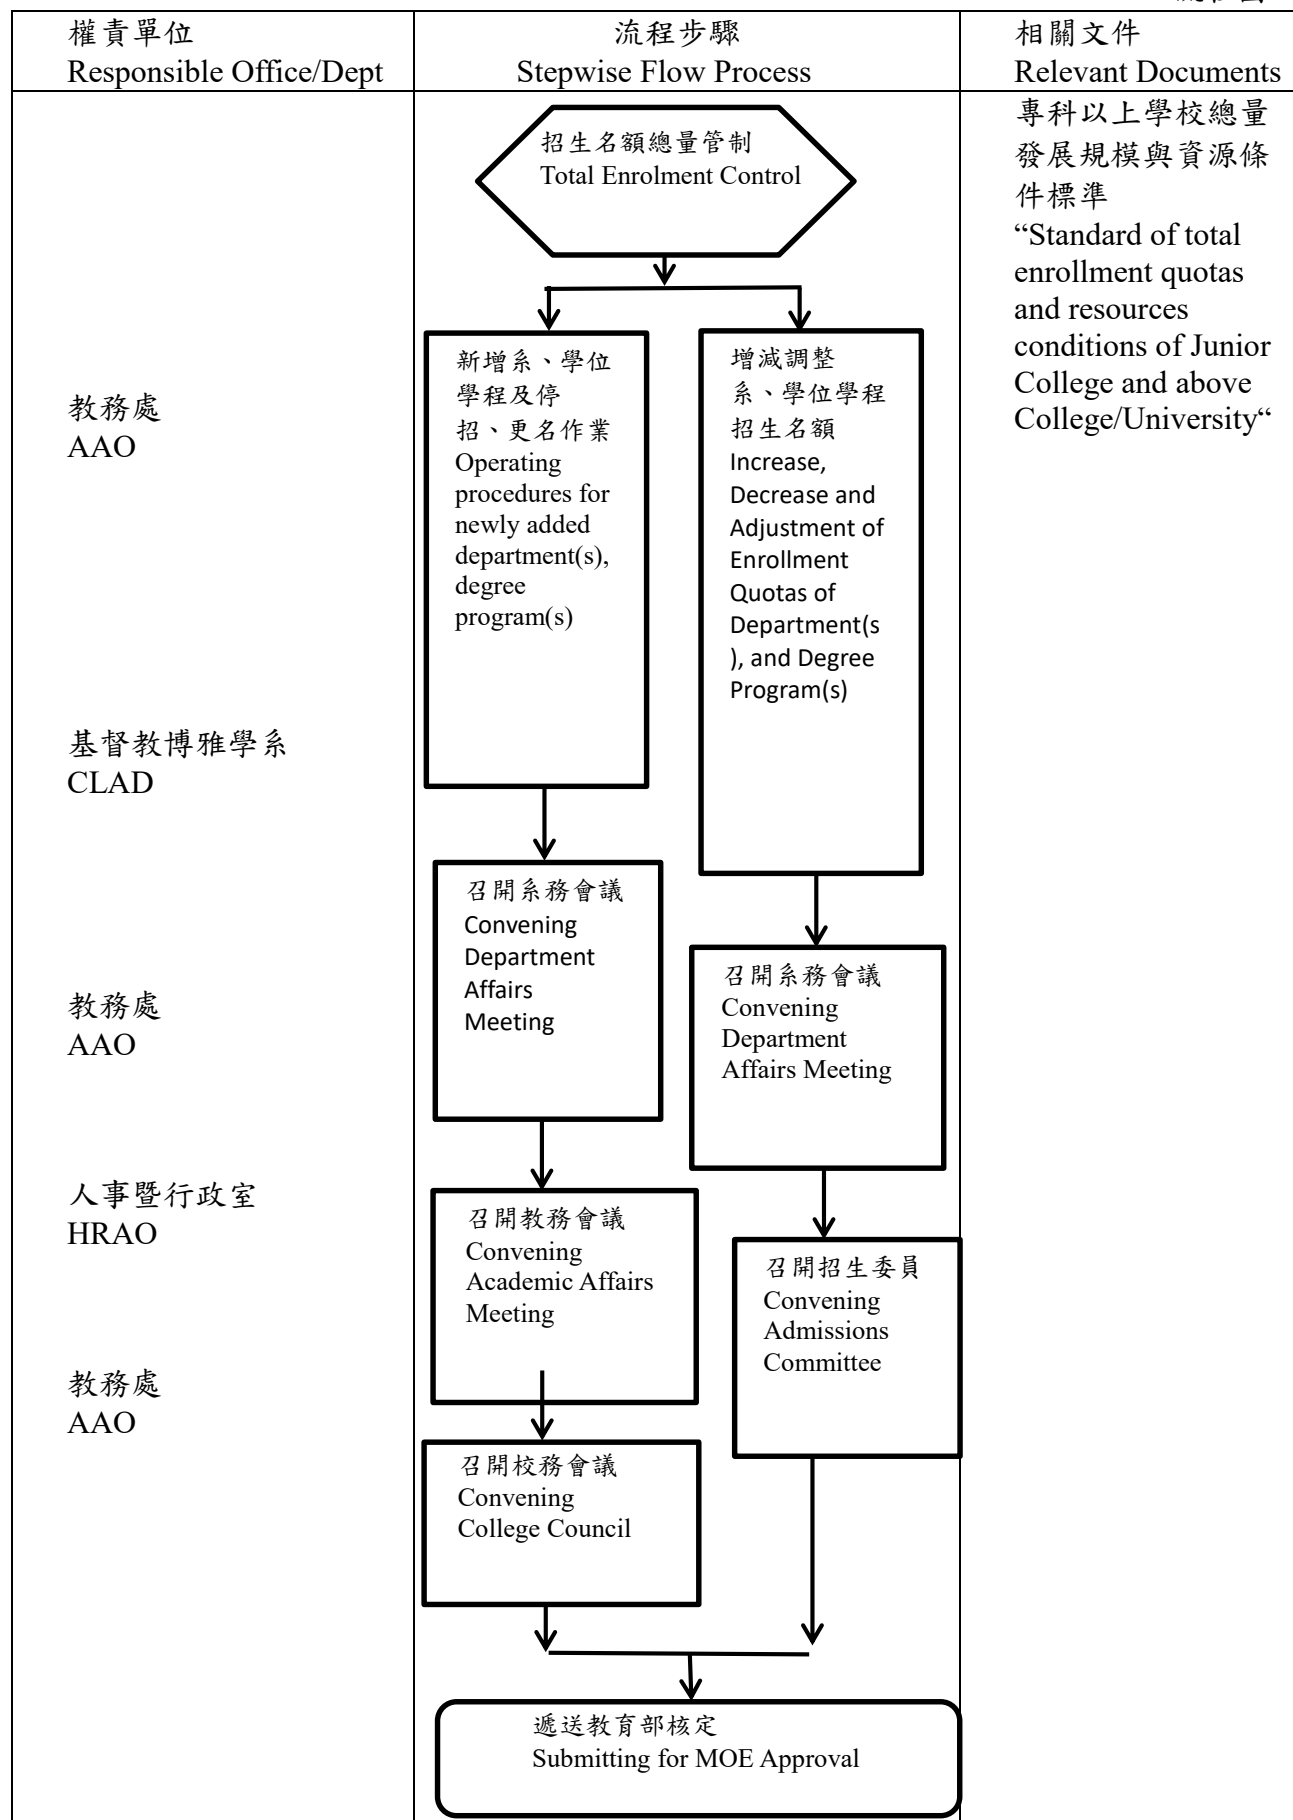 權責單位
Responsible Office/Dept
流程步驟
Stepwise Flow Process
相關文件
Relevant Documents
教務處
AAO
基督教博雅學系
CLAD
教務處
AAO
人事暨行政室
HRAO
教務處
AAO
招生名額總量管制
Total Enrolment Control
新增系、學位
學程及停
招、更名作業
Operating
procedures for
newly added
department(s),
degree
program(s)
增減調整
系、學位學程
招生名額
Increase,
Decrease and
Adjustment of
Enrollment
Quotas of
Department(s
), and Degree
Program(s)
召開系務會議
Convening
Department
Affairs
Meeting
召開系務會議
Convening
Department
Affairs Meeting
召開教務會議
Convening
Academic Affairs
Meeting
召開招生委員
Convening
Admissions
Committee
召開校務會議
Convening
College Council
遞送教育部核定
Submitting for MOE Approval
專科以上學校總量
發展規模與資源條
件標準
“Standard of total
enrollment quotas
and resources
conditions of Junior
College and above
College/University“